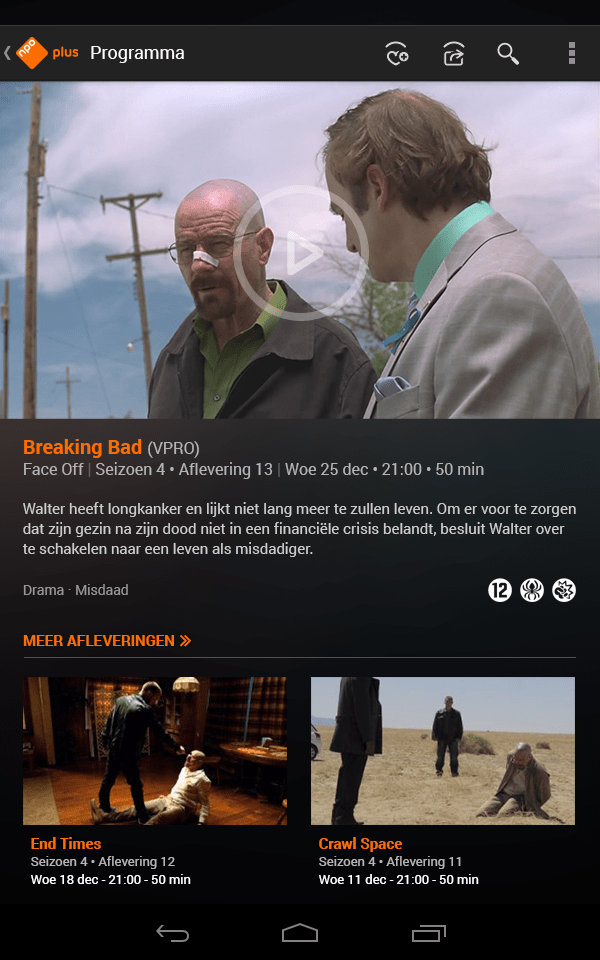 npo plus Programma
Breaking Bad (VPRO)
Face Off | Seizoen 4 • Aflevering 13 | Woe 25 dec • 21:00 • 50 min
Walter heeft longkanker en lijkt niet lang meer te zullen leven. Om er voor te zorgen
dat zijn gezin na zijn dood niet in een financiële crisis belandt, besluit Walter over
te schakelen naar een leven als misdadiger.
Drama · Misdaad 12
MEER AFLEVERINGEN »
End Times
Seizoen 4 • Aflevering 12
Woe 18 dec - 21:00 - 50 min
Crawl Space
Seizoen 4 • Aflevering 11
Woe 11 dec - 21:00 - 50 min